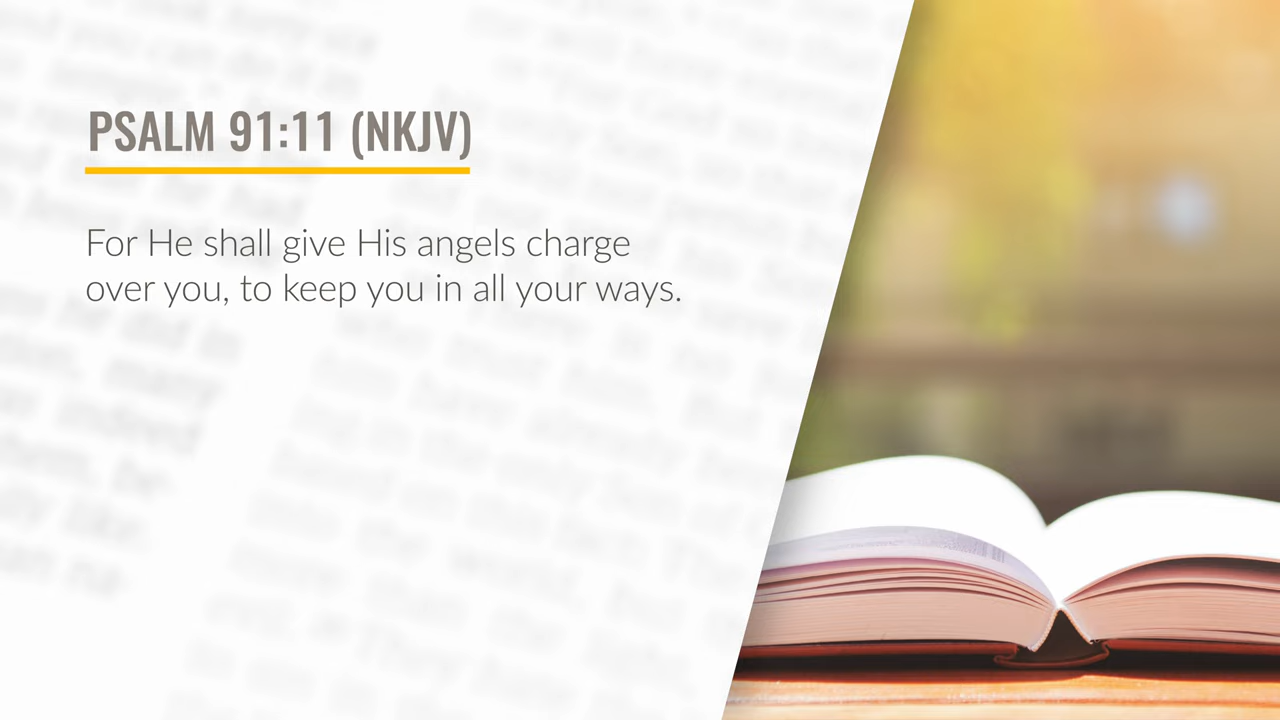 PSALM 91:11 (NKJV)
For He shall give His angels charge
over you, to keep you in all your ways.